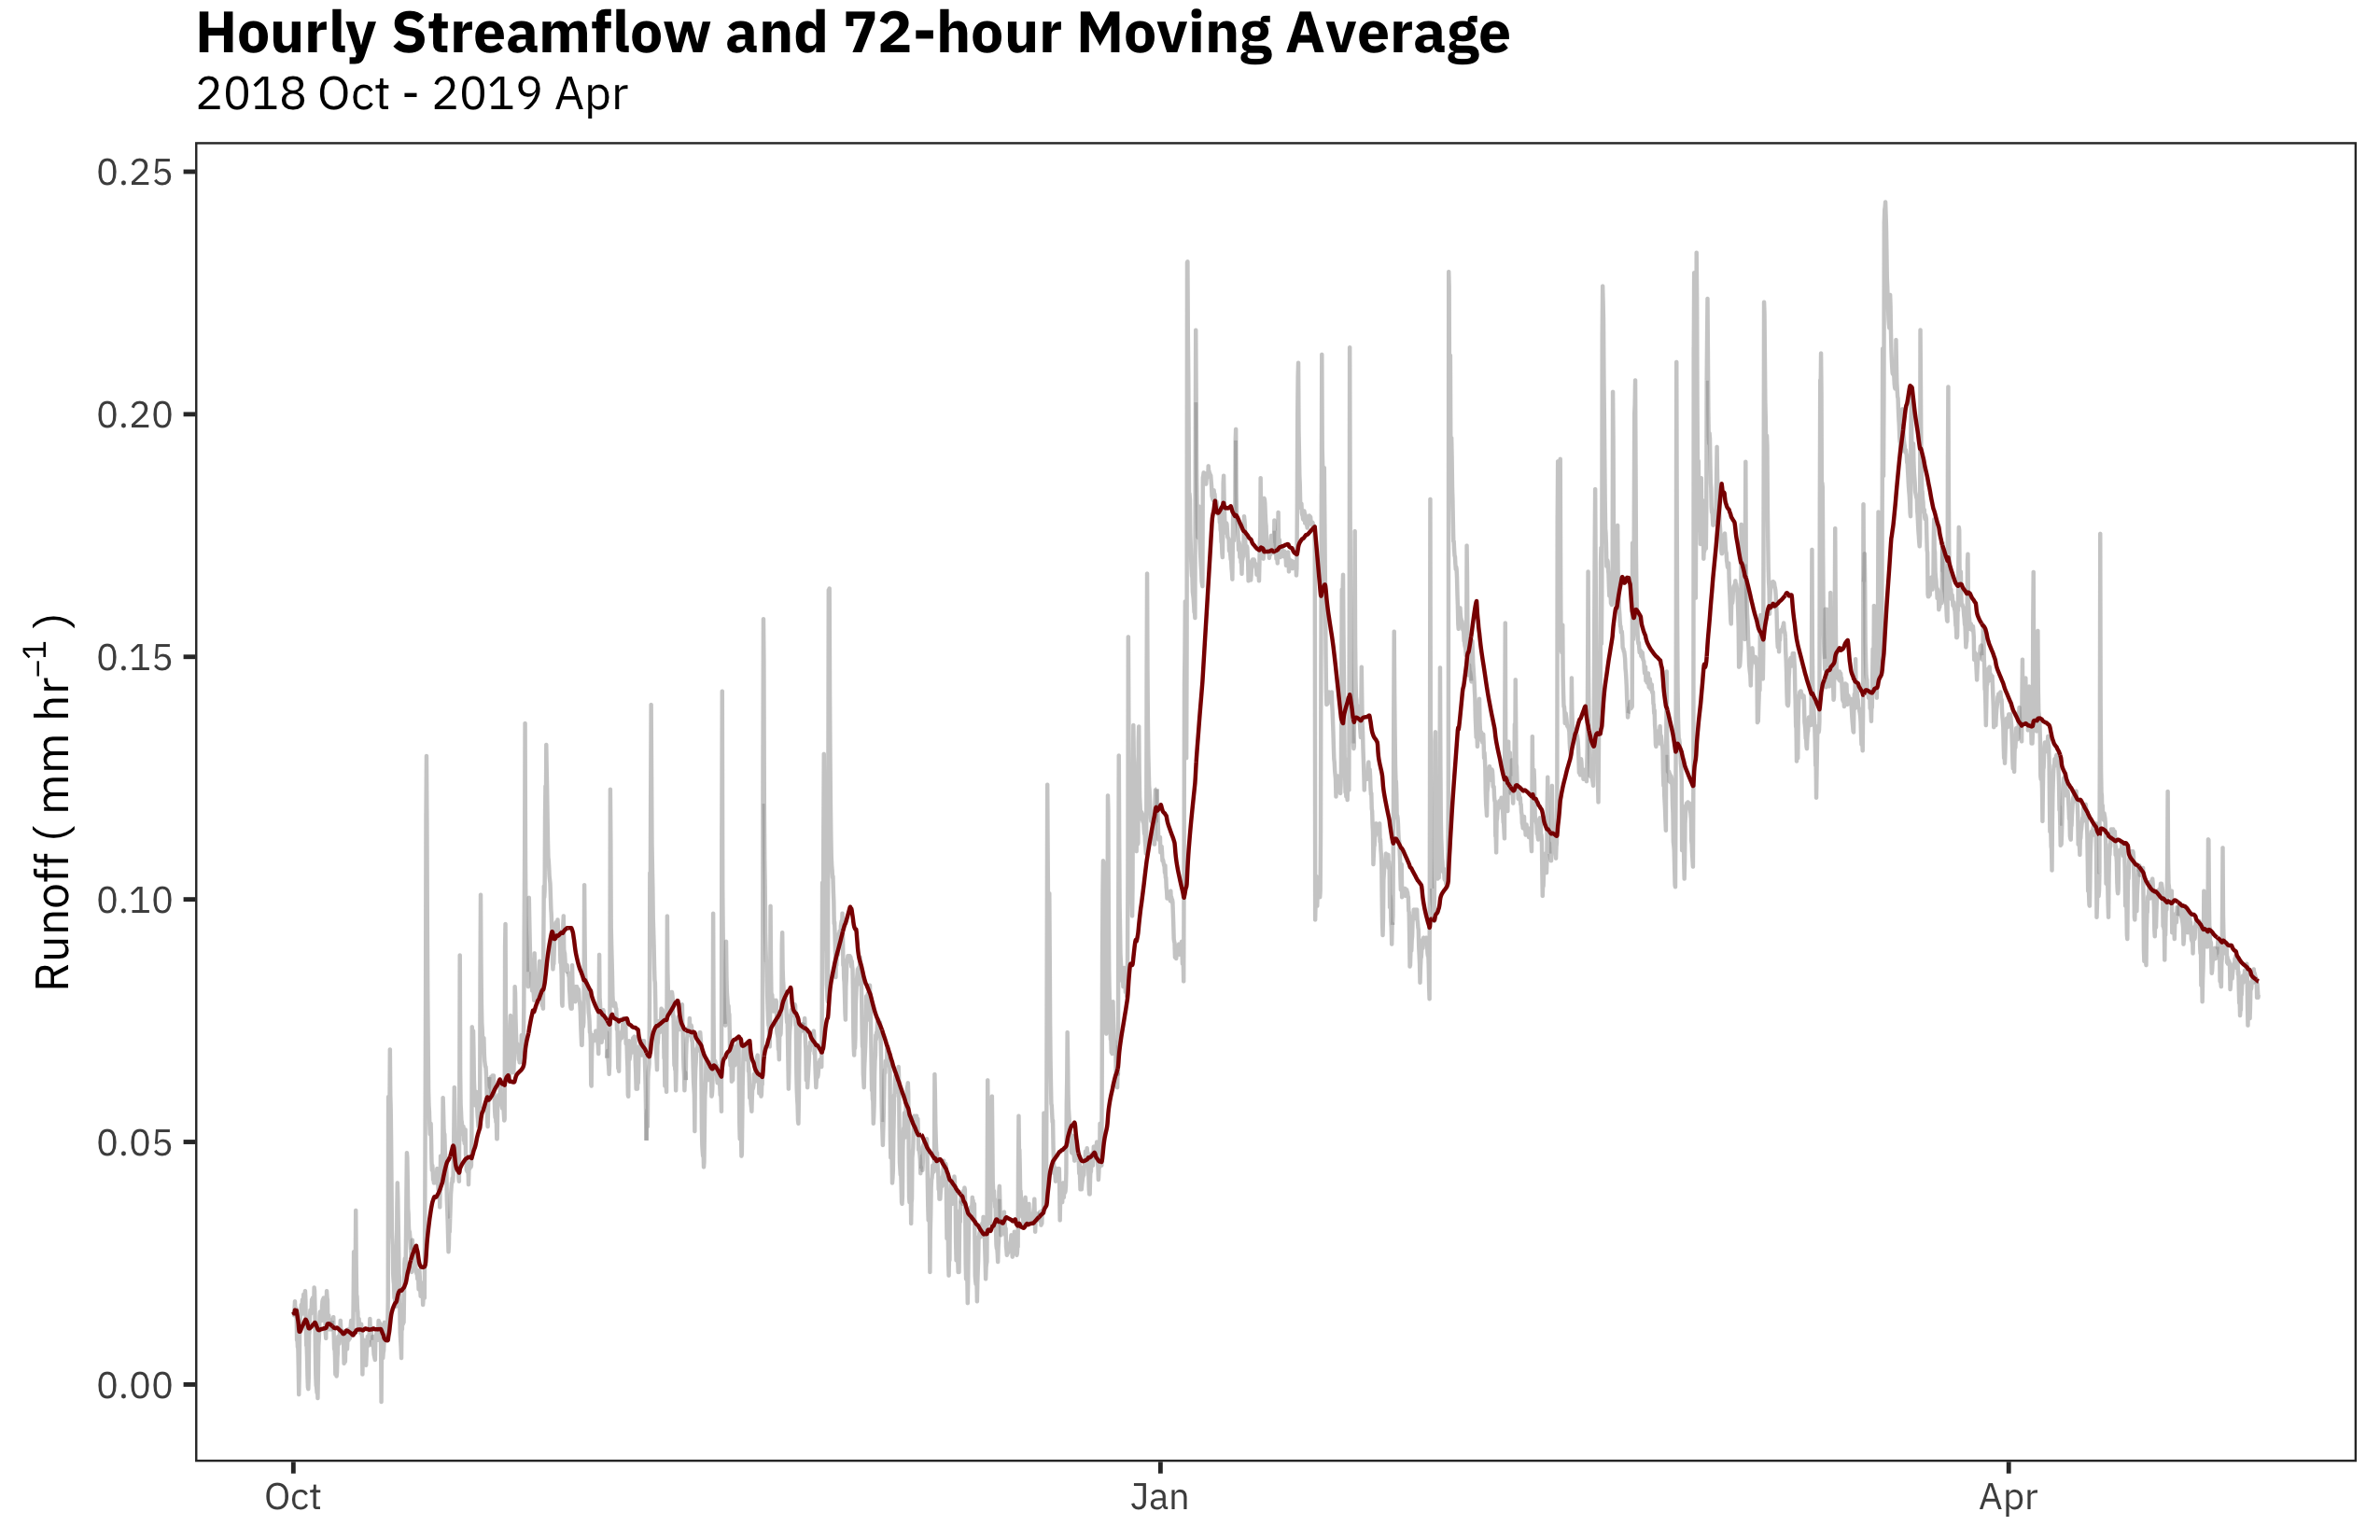 Hourly Streamflow and 72-hour Moving Average
2018 Oct - 2019 Apr
Runoff ( mm hr⁻¹ )
0.25
0.20
0.15
0.10
0.05
0.00
Oct Jan Apr